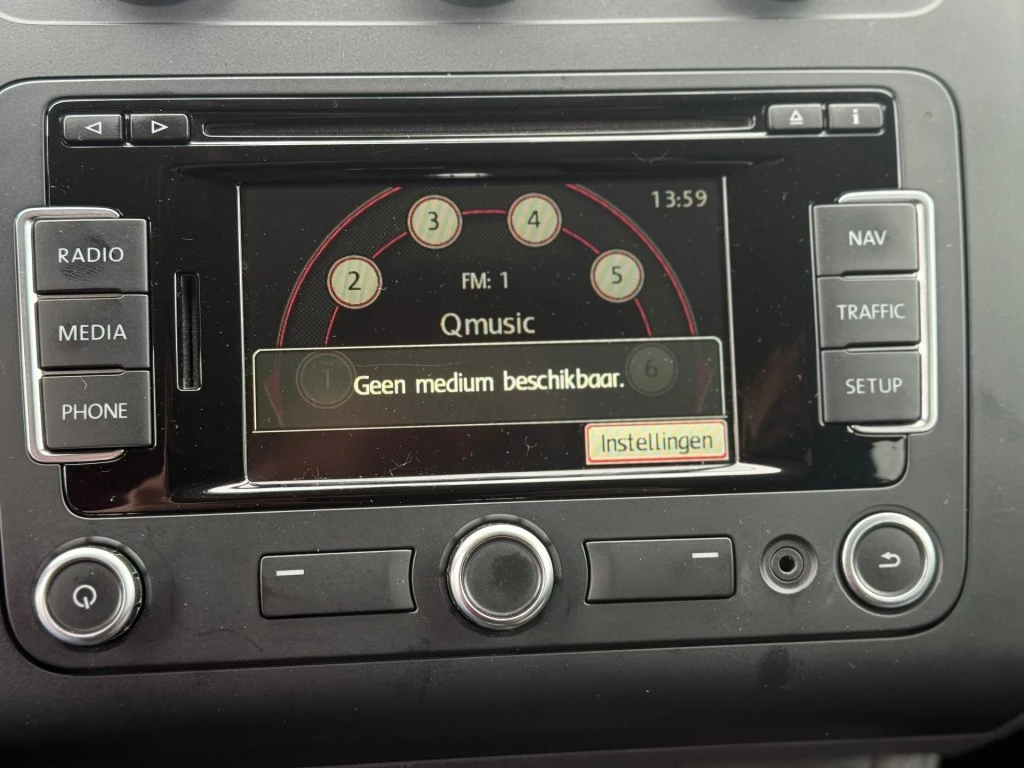 RADIO
MEDIA
PHONE
13:59
3
4
2
5
FM: 1
Qmusic
1
6
Geen medium beschikbaar.
Instellingen
i
NAV
TRAFFIC
SETUP